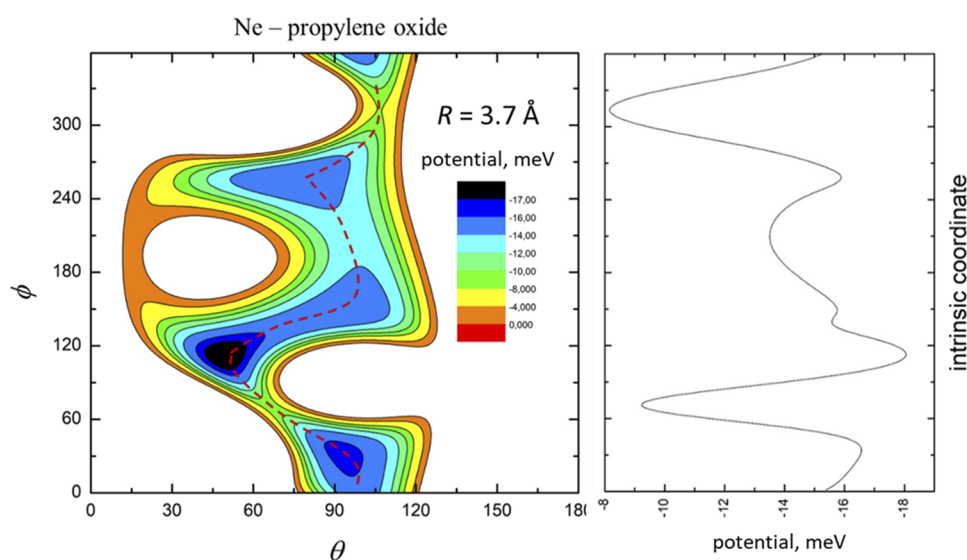 Ne – propylene oxide
R = 3.7 Å
potential, meV
-17,00
-16,00
-14,00
-12,00
-10,00
-8,000
-4,000
0,000
300
240
180
120
60
0
ϕ
0 30 60 90 120 150 180
θ
-8 -10 -12 -14 -16 -18
potential, meV
intrinsic coordinate